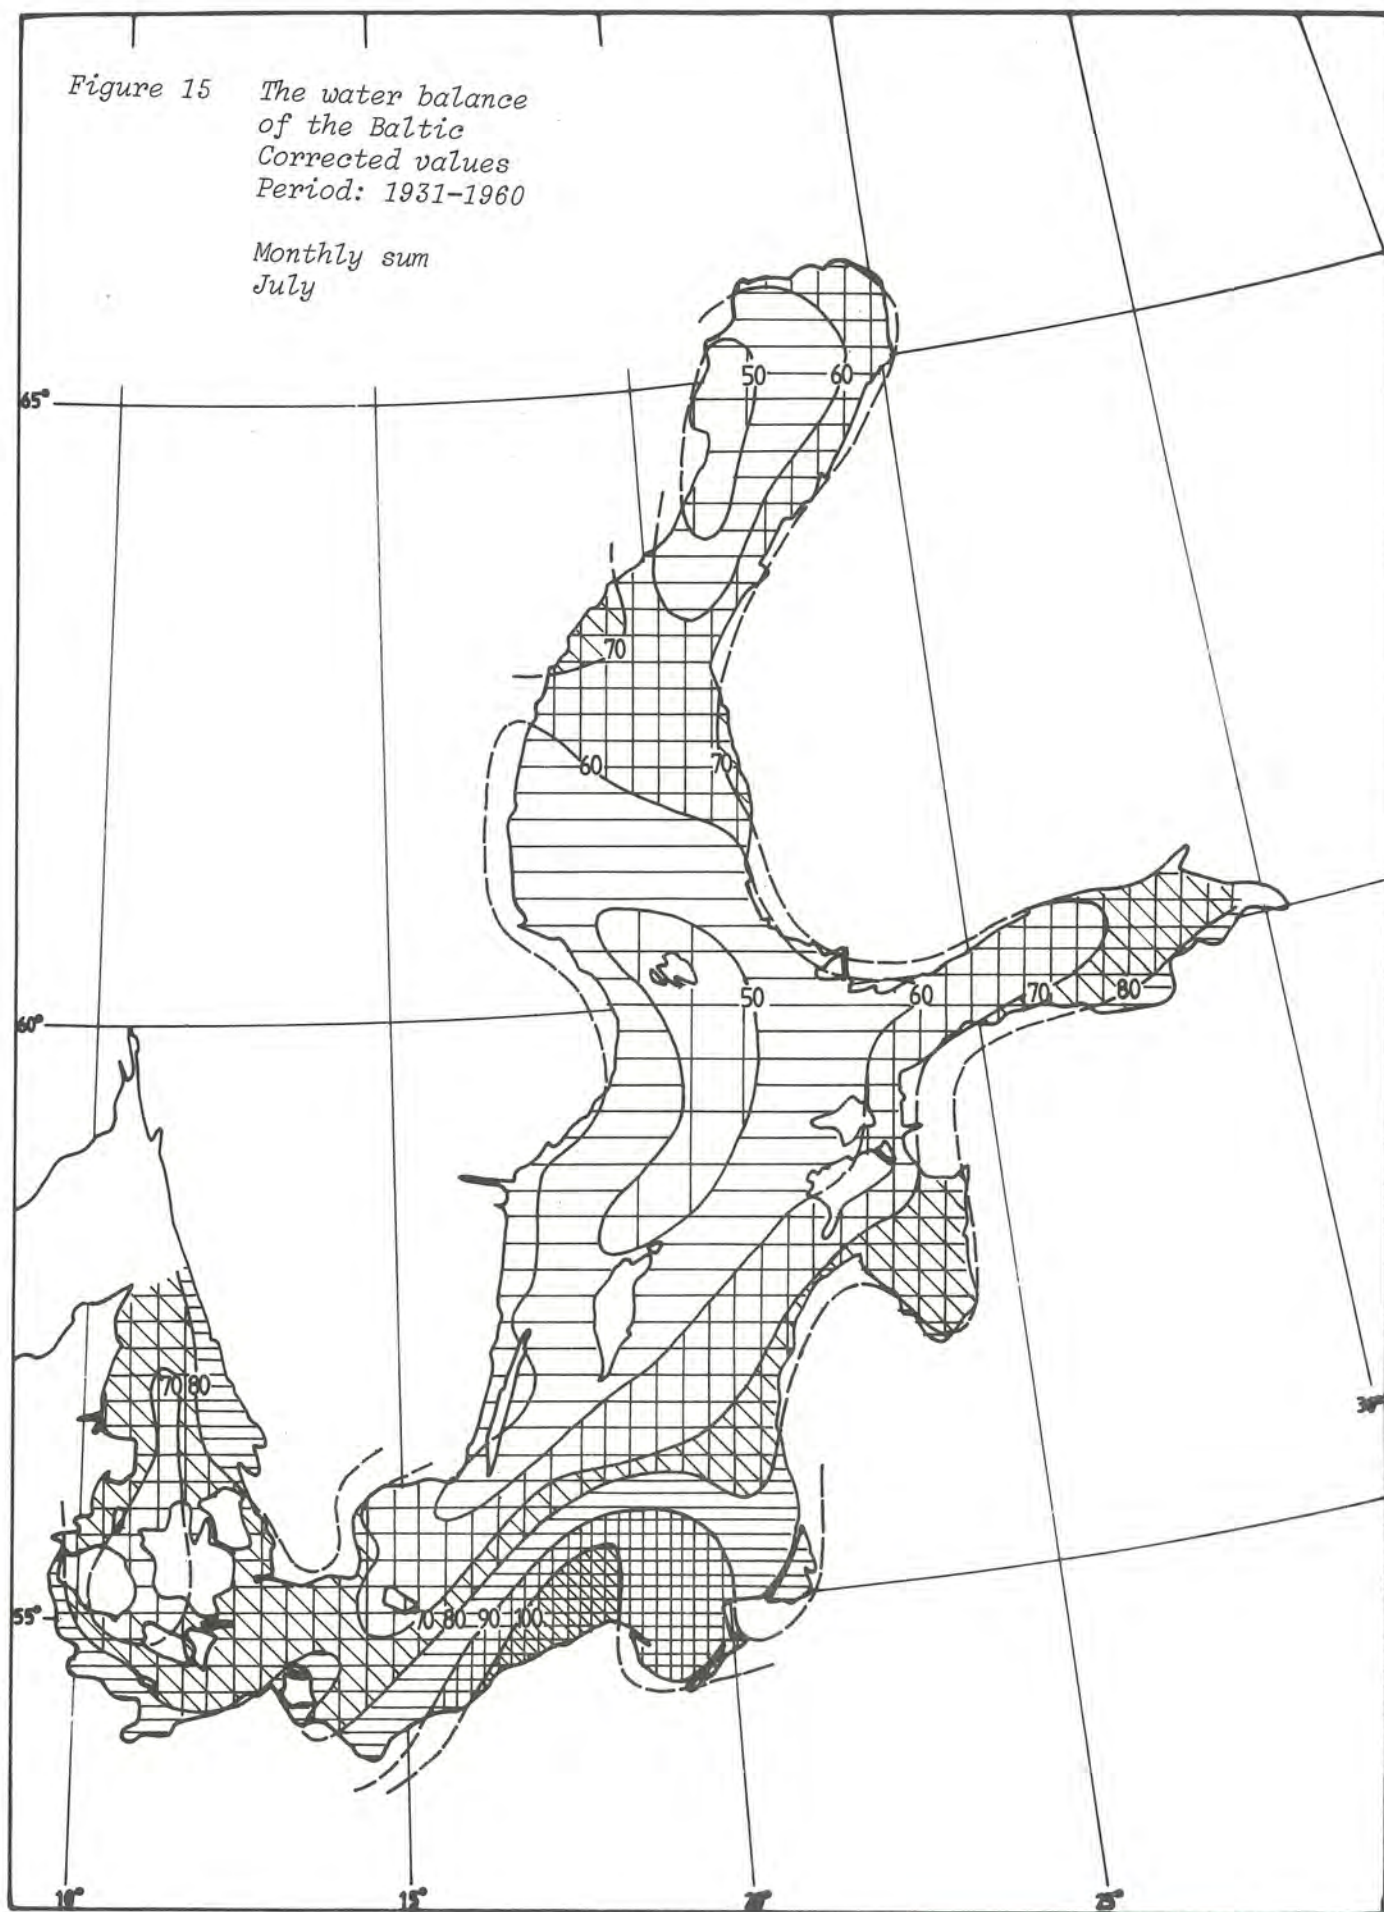 Figure 15 The water balance
of the Baltic
Corrected values
Period: 1931-1960
Monthly sum
July
50 60
65°
70
60 70
50 60 70 80
60°
70 80
30°
55° 70 80 90 100
10° 15° 20° 25°